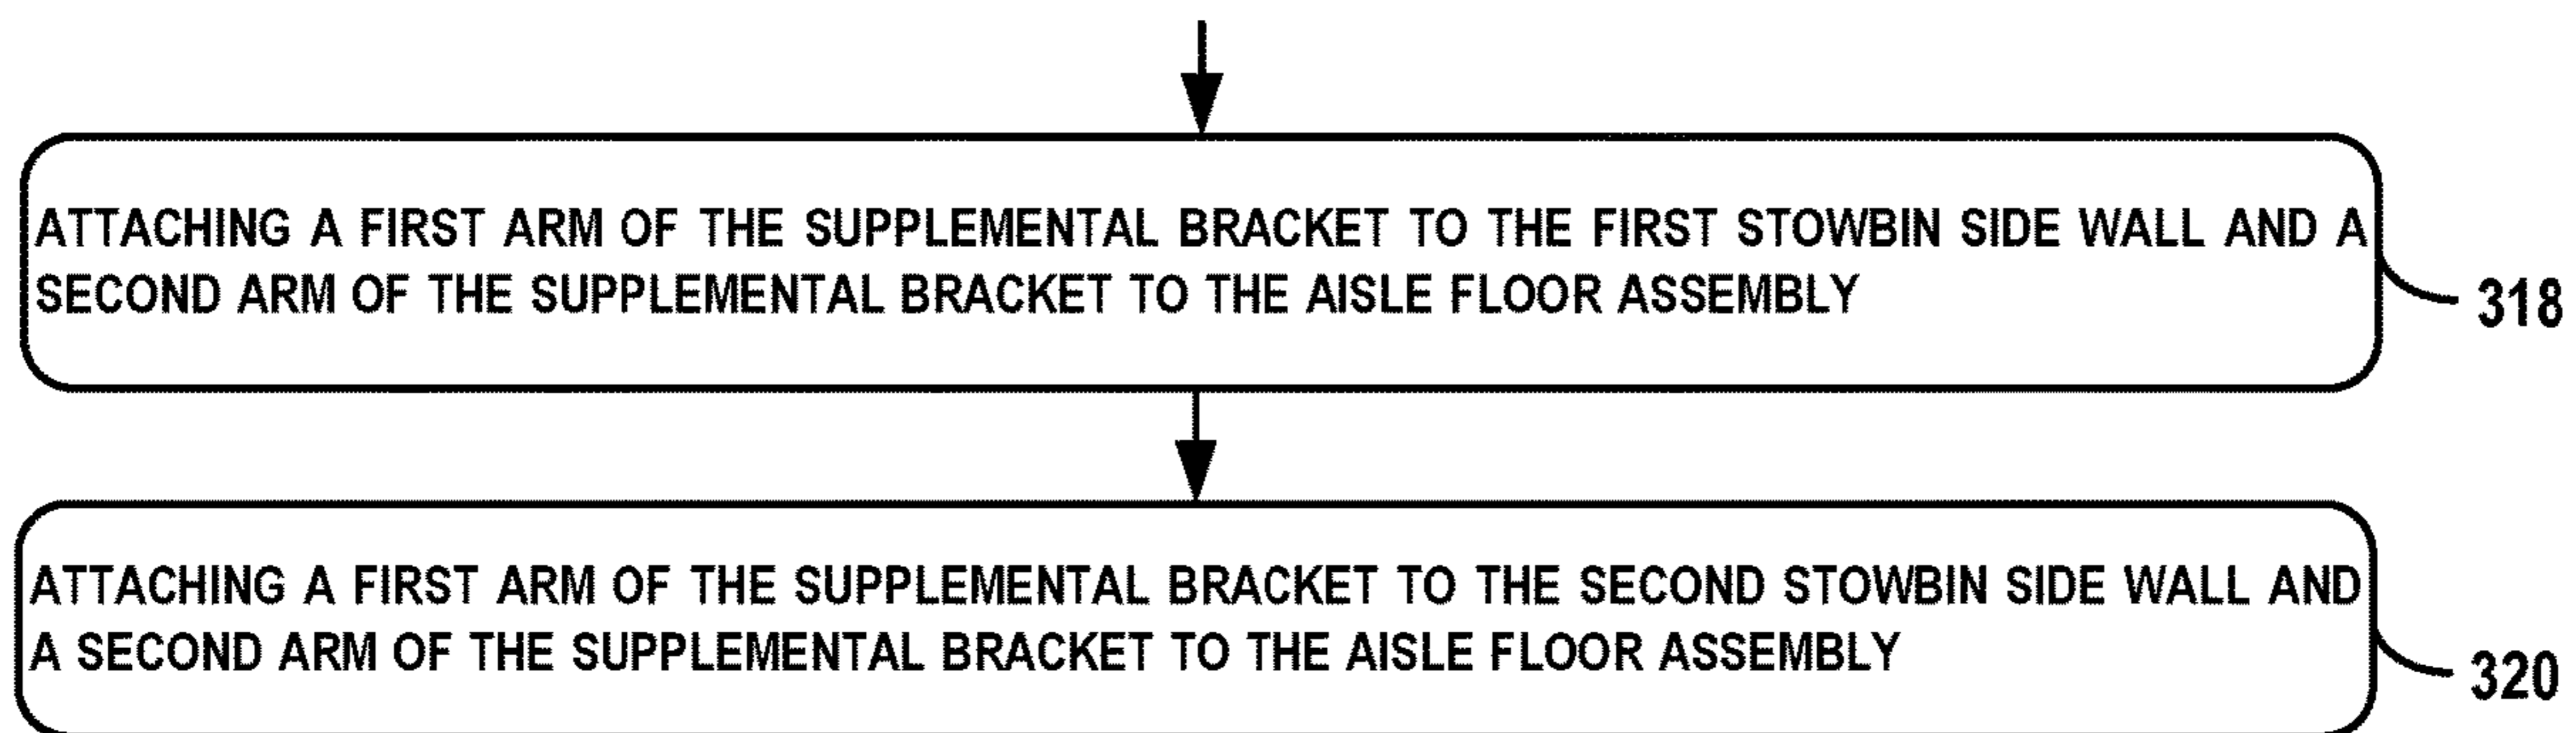 ATTACHING A FIRST ARM OF THE SUPPLEMENTAL BRACKET TO THE FIRST STOWBIN SIDE WALL AND A
SECOND ARM OF THE SUPPLEMENTAL BRACKET TO THE AISLE FLOOR ASSEMBLY
318
ATTACHING A FIRST ARM OF THE SUPPLEMENTAL BRACKET TO THE SECOND STOWBIN SIDE WALL AND
A SECOND ARM OF THE SUPPLEMENTAL BRACKET TO THE AISLE FLOOR ASSEMBLY
320